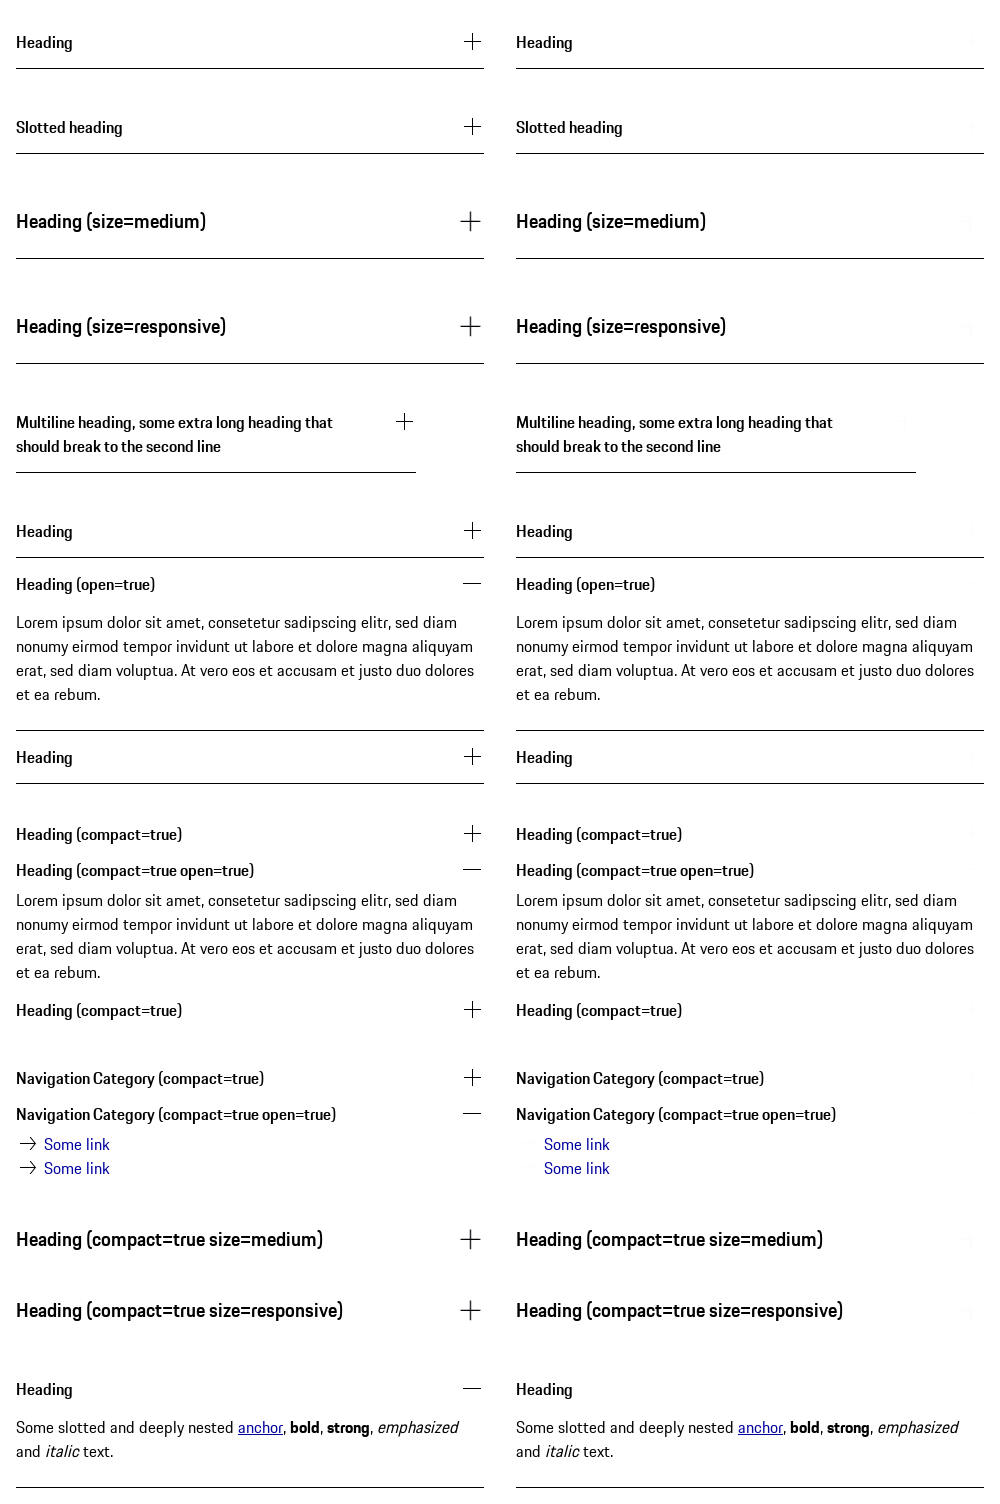 Heading
Slotted heading
Heading (size=medium)
Heading (size=responsive)
Multiline heading, some extra long heading that
should break to the second line
Heading
Heading (open=true)
Lorem ipsum dolor sit amet, consetetur sadipscing elitr, sed diam
nonumy eirmod tempor invidunt ut labore et dolore magna aliquyam
erat, sed diam voluptua. At vero eos et accusam et justo duo dolores
et ea rebum.
Heading
Heading (compact=true)
Heading (compact=true open=true)
Lorem ipsum dolor sit amet, consetetur sadipscing elitr, sed diam
nonumy eirmod tempor invidunt ut labore et dolore magna aliquyam
erat, sed diam voluptua. At vero eos et accusam et justo duo dolores
et ea rebum.
Heading (compact=true)
Navigation Category (compact=true)
Navigation Category (compact=true open=true)
Some link
Some link
Heading (compact=true size=medium)
Heading (compact=true size=responsive)
Heading
Some slotted and deeply nested anchor, bold, strong, emphasized
and italic text.
Heading
Slotted heading
Heading (size=medium)
Heading (size=responsive)
Multiline heading, some extra long heading that
should break to the second line
Heading
Heading (open=true)
Lorem ipsum dolor sit amet, consetetur sadipscing elitr, sed diam
nonumy eirmod tempor invidunt ut labore et dolore magna aliquyam
erat, sed diam voluptua. At vero eos et accusam et justo duo dolores
et ea rebum.
Heading
Heading (compact=true)
Heading (compact=true open=true)
Lorem ipsum dolor sit amet, consetetur sadipscing elitr, sed diam
nonumy eirmod tempor invidunt ut labore et dolore magna aliquyam
erat, sed diam voluptua. At vero eos et accusam et justo duo dolores
et ea rebum.
Heading (compact=true)
Navigation Category (compact=true)
Navigation Category (compact=true open=true)
Some link
Some link
Heading (compact=true size=medium)
Heading (compact=true size=responsive)
Heading
Some slotted and deeply nested anchor, bold, strong, emphasized
and italic text.